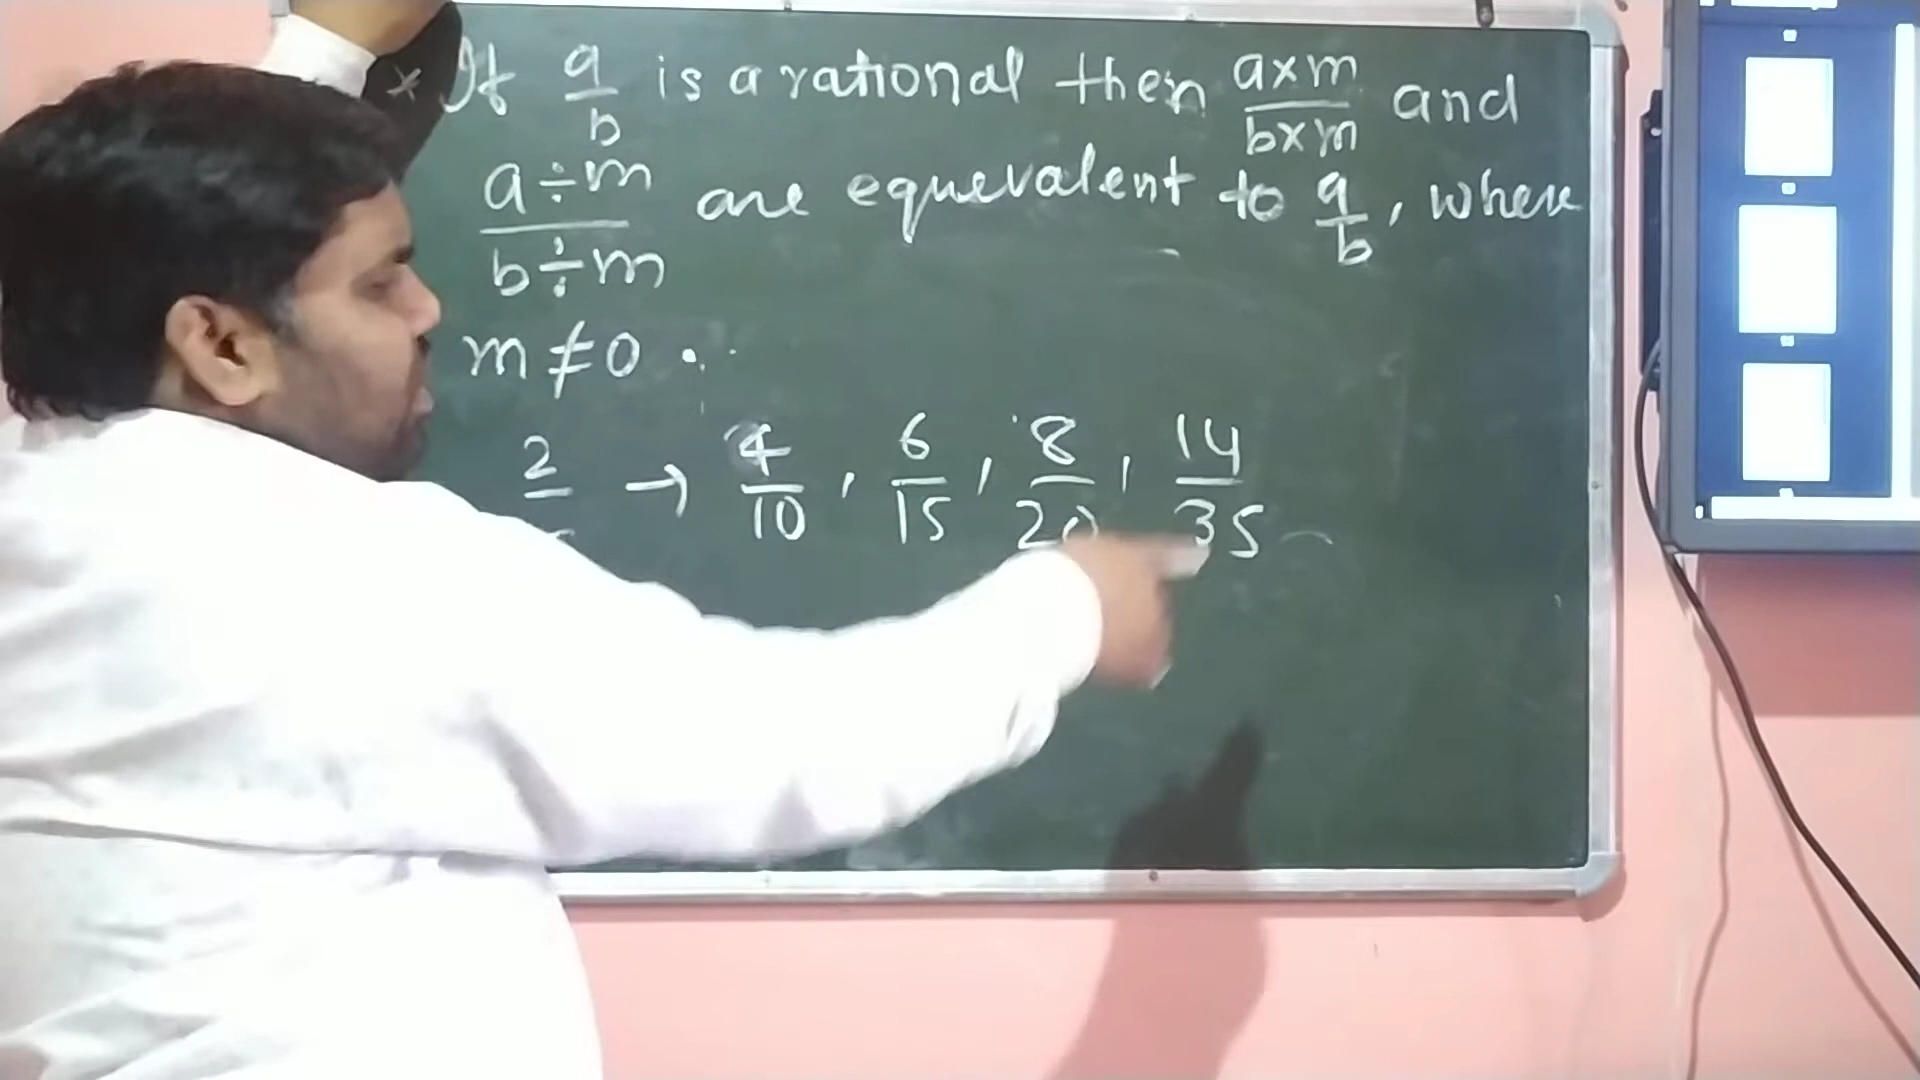 × If a/b is a rational then a×m/b×m and
a÷m/b÷m are equevalent to a/b, where
m≠0.
2/ → 4/10, 6/15, 8/20, 14/35